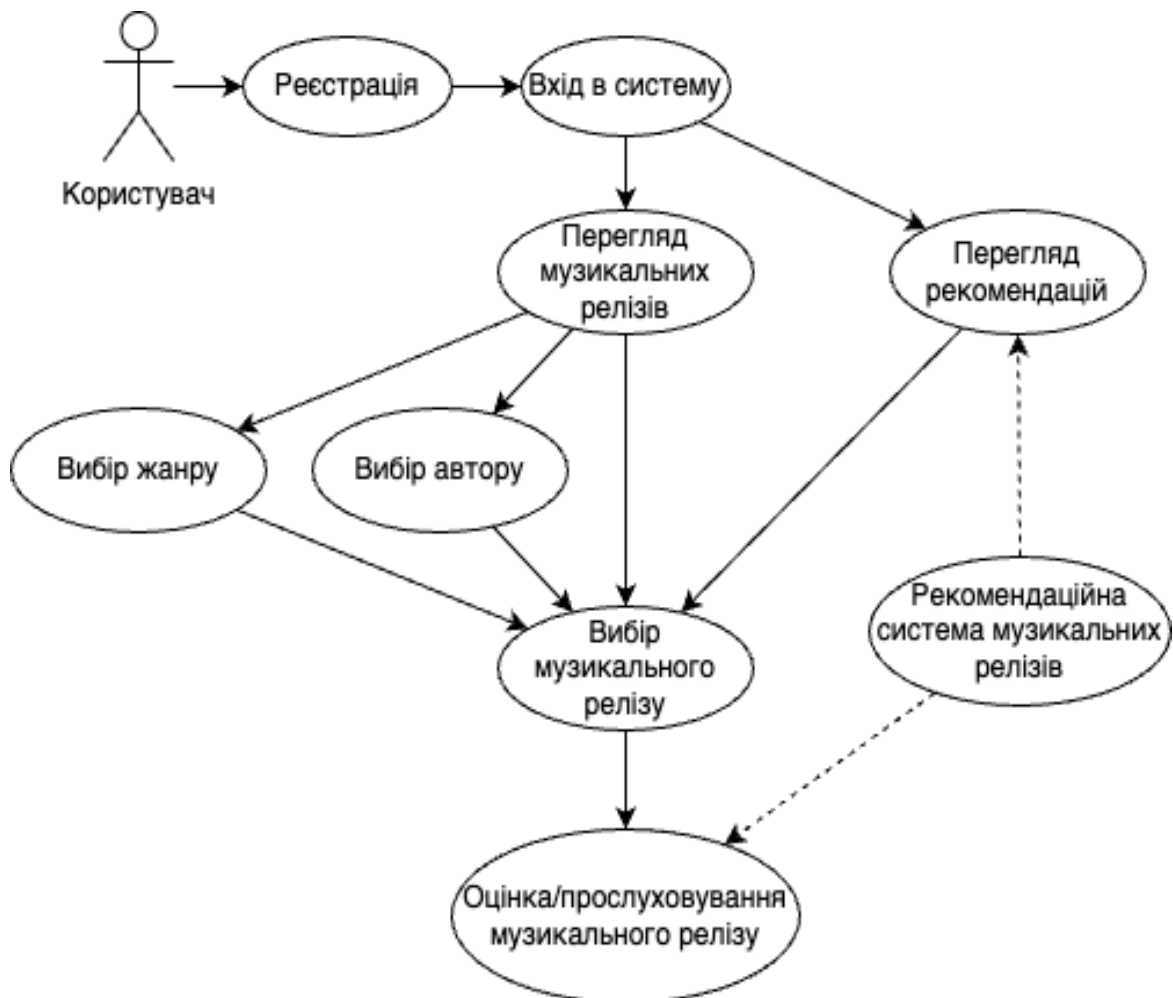 Реєстрація
Вхід в систему
Користувач
Перегляд
музикальних
релізів
Перегляд
рекомендацій
Вибір жанру
Вибір автору
Рекомендаційна
система музикальних
релізів
Вибір
музикального
релізу
Оцінка/прослуховування
музикального релізу